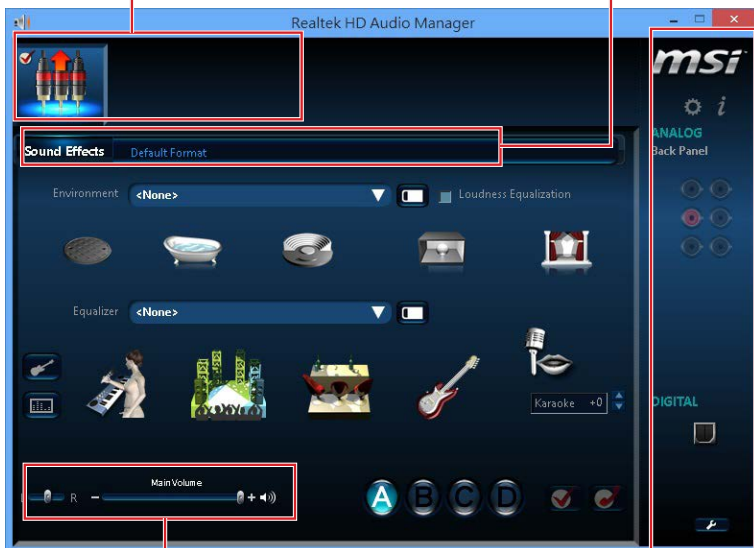 Realtek HD Audio Manager
msi
i
ANALOG
Back Panel
Sound Effects Default Format
Environment <None> Loudness Equalization
Equalizer <None>
Karaoke +0
DIGITAL
Main Volume
L R - +
A B C D